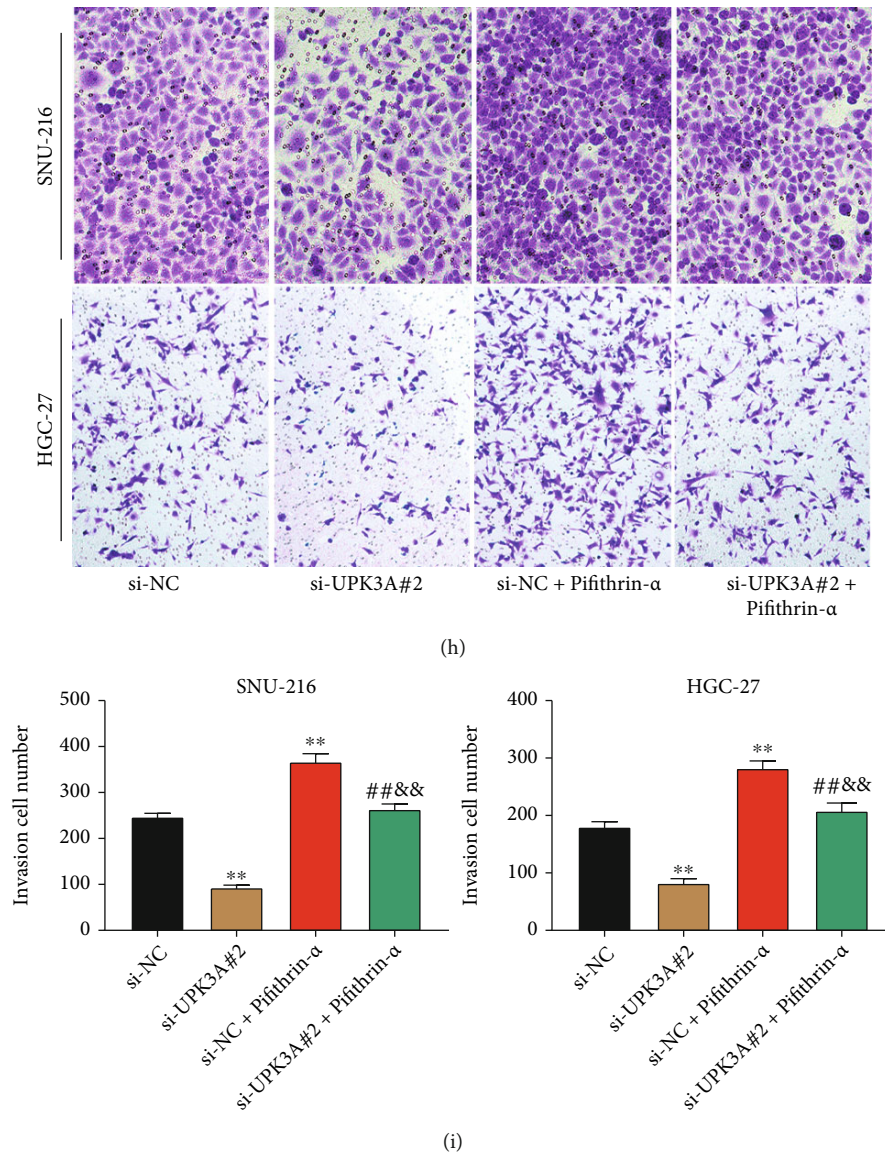 SNU-216
HGC-27
si-NC
si-UPK3A#2
si-NC + Pifithrin-α
si-UPK3A#2 +
Pifithrin-α
(h)
SNU-216
Invasion cell number
500
400
300
200
100
0
**
**
##&&
si-NC
si-UPK3A#2
si-NC + Pifithrin-α
si-UPK3A#2 + Pifithrin-α
HGC-27
Invasion cell number
400
300
200
100
0
**
**
##&&
si-NC
si-UPK3A#2
si-NC + Pifithrin-α
si-UPK3A#2 + Pifithrin-α
(i)